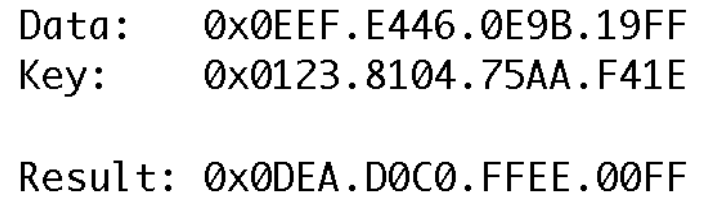 Data: 0x0EEF.E446.0E9B.19FF
Key: 0x0123.8104.75AA.F41E
Result: 0x0DEA.D0C0.FFEE.00FF